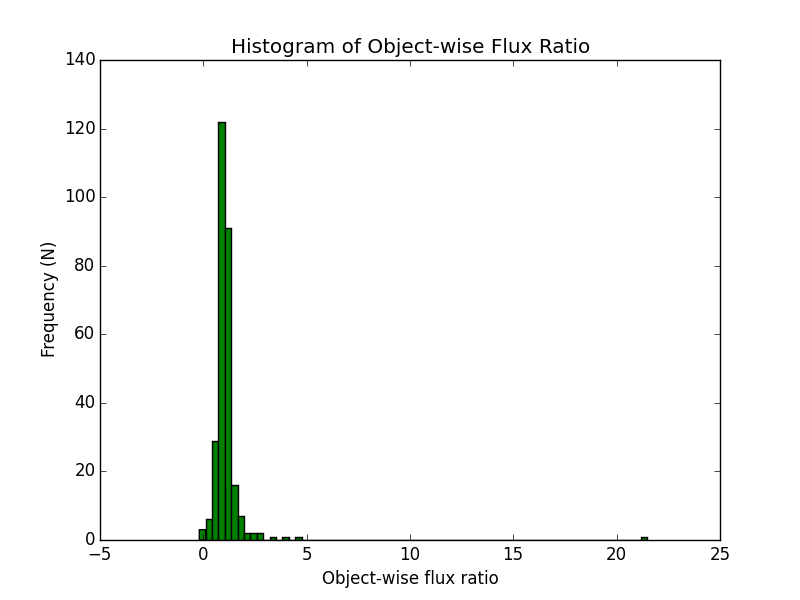 Histogram of Object-wise Flux Ratio
140
120
100
80
60
40
20
0
Frequency (N)
−5 0 5 10 15 20 25
Object-wise flux ratio